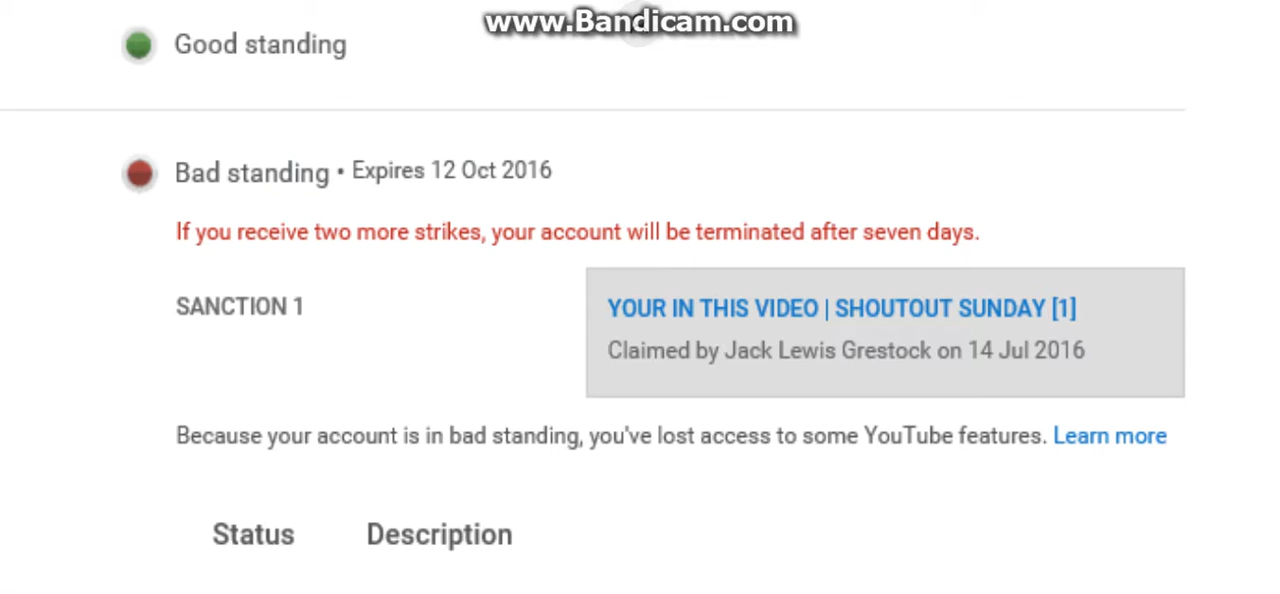 www.Bandicam.com
Good standing
Bad standing • Expires 12 Oct 2016
If you receive two more strikes, your account will be terminated after seven days.
SANCTION 1
YOUR IN THIS VIDEO | SHOUTOUT SUNDAY [1]
Claimed by Jack Lewis Grestock on 14 Jul 2016
Because your account is in bad standing, you've lost access to some YouTube features. Learn more
Status Description